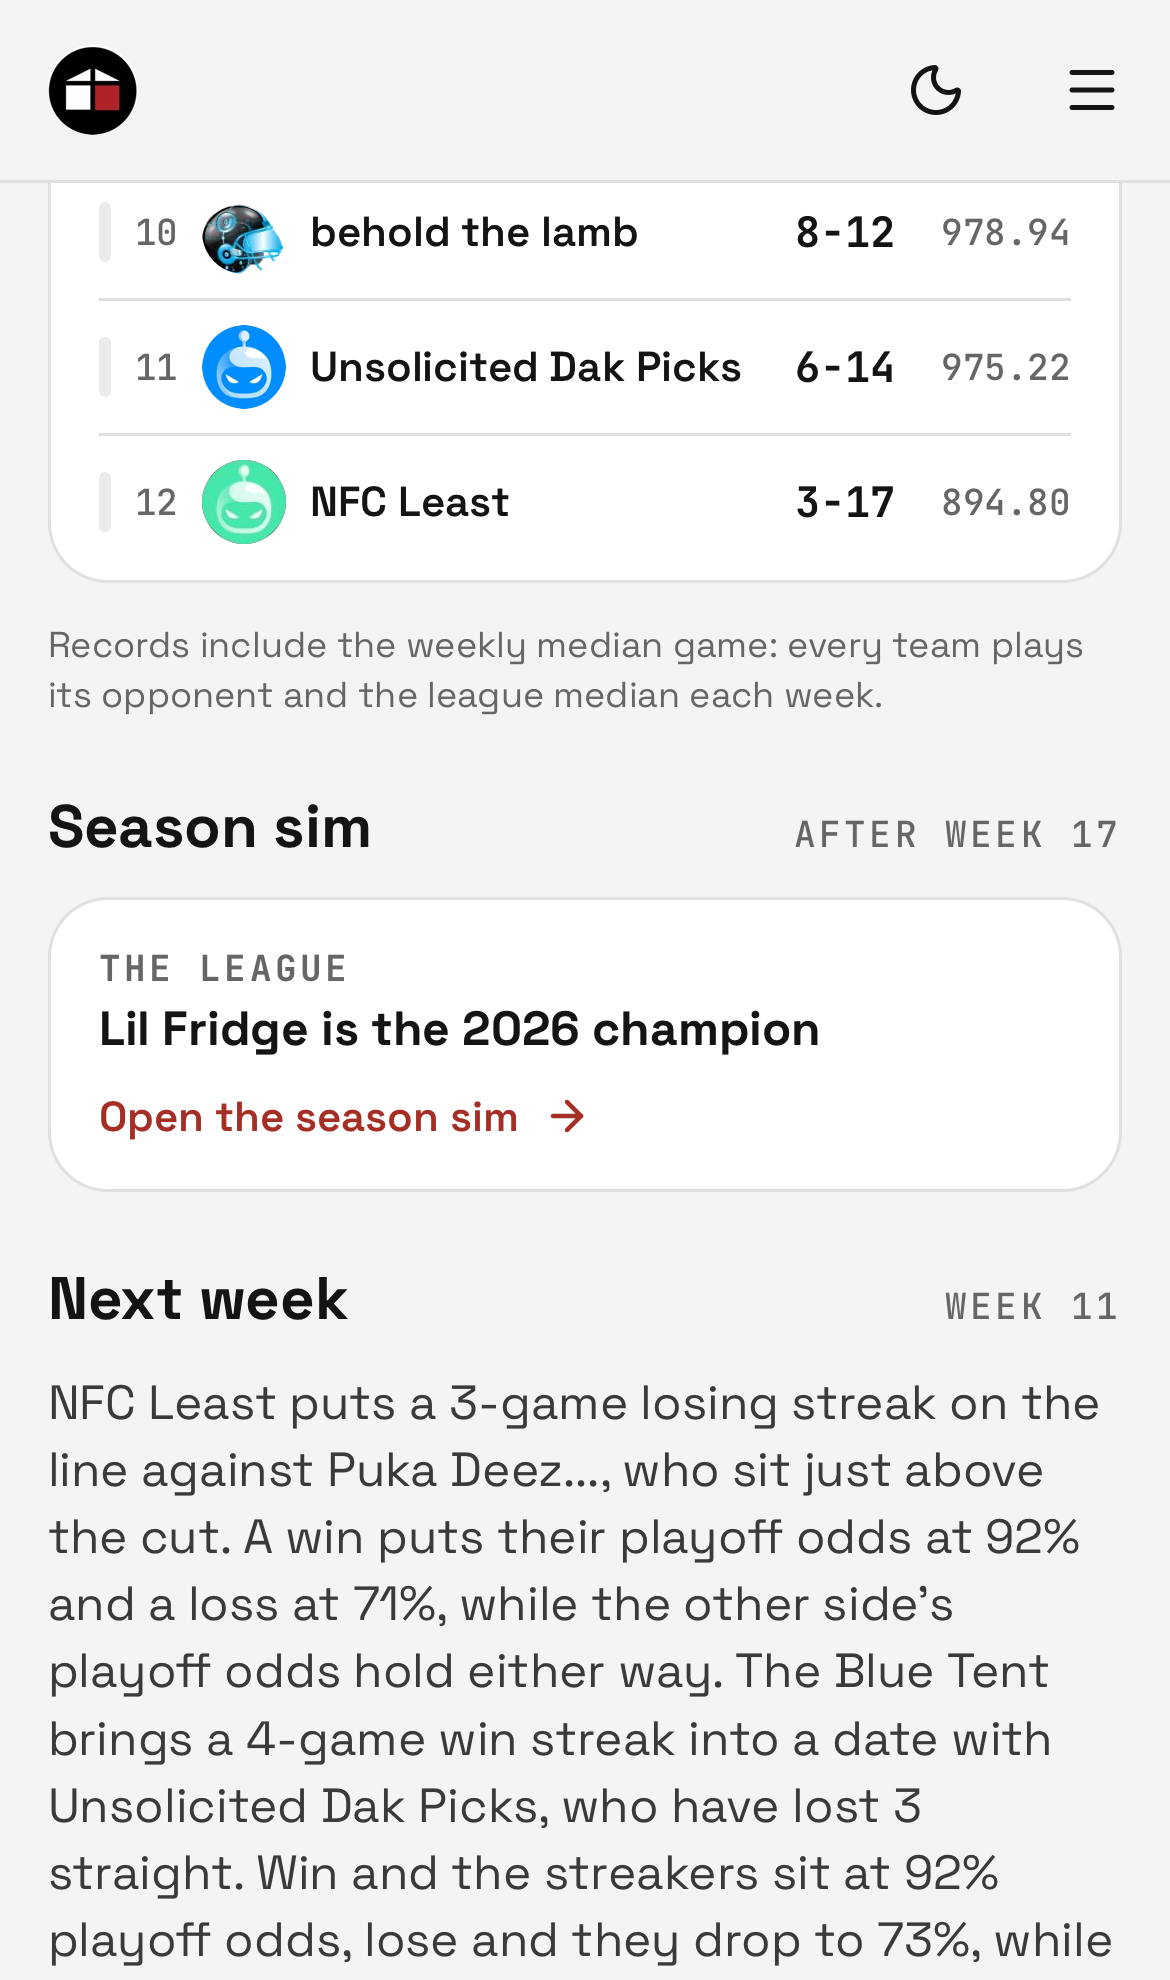 10 behold the lamb 8-12 978.94
11 Unsolicited Dak Picks 6-14 975.22
12 NFC Least 3-17 894.80
Records include the weekly median game: every team plays
its opponent and the league median each week.
Season sim AFTER WEEK 17
THE LEAGUE
Lil Fridge is the 2026 champion
Open the season sim →
Next week WEEK 11
NFC Least puts a 3-game losing streak on the
line against Puka Deez..., who sit just above
the cut. A win puts their playoff odds at 92%
and a loss at 71%, while the other side’s
playoff odds hold either way. The Blue Tent
brings a 4-game win streak into a date with
Unsolicited Dak Picks, who have lost 3
straight. Win and the streakers sit at 92%
playoff odds, lose and they drop to 73%, while